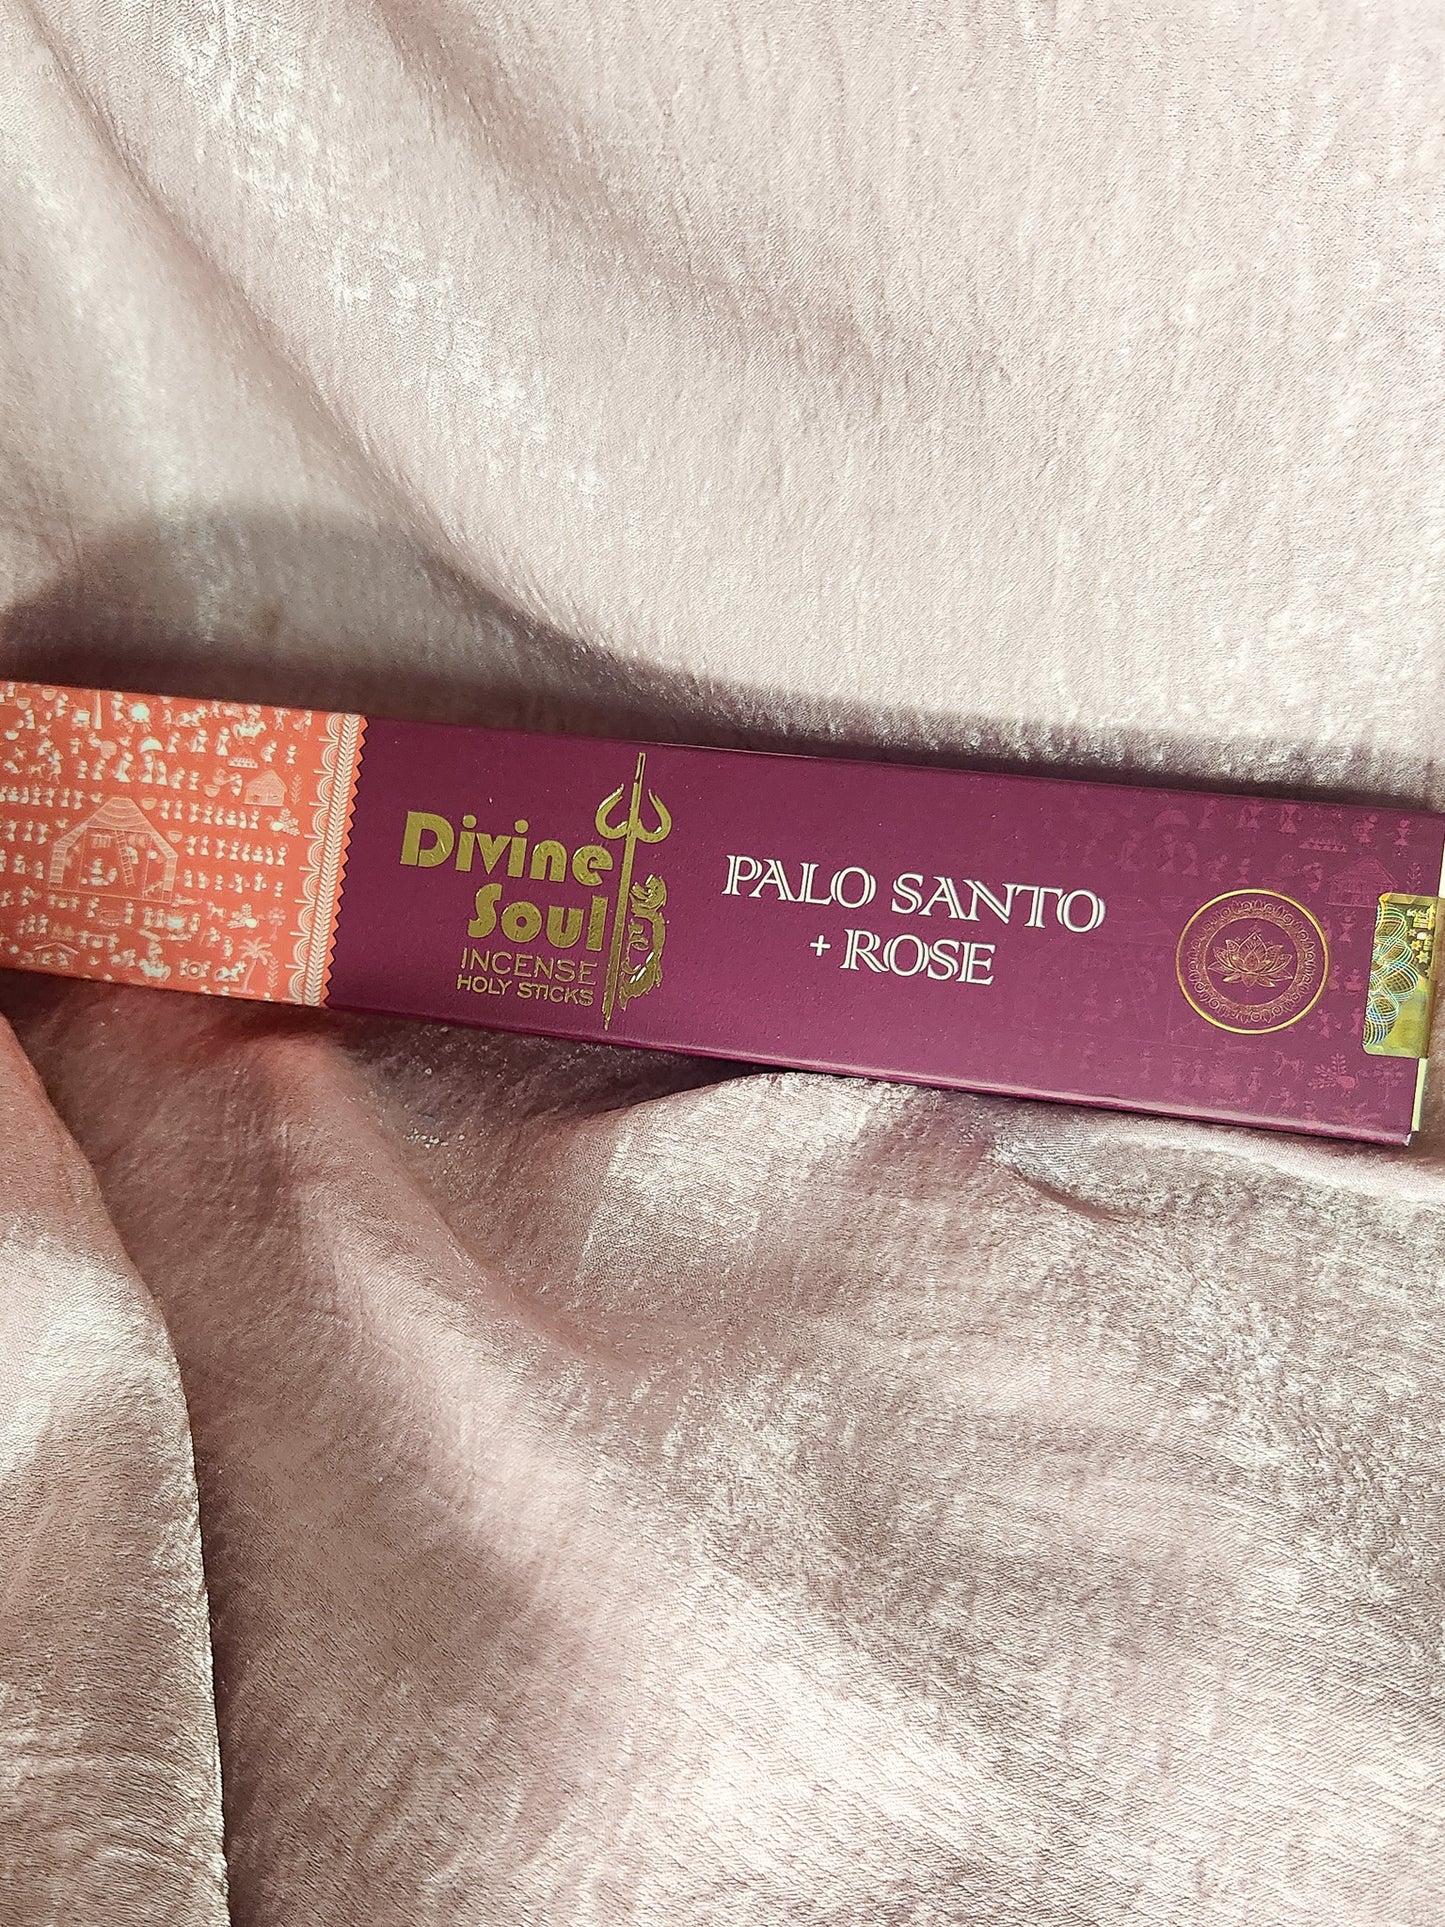 Divine
Soul
INCENSE
HOLY STICKS
PALO SANTO
+ ROSE